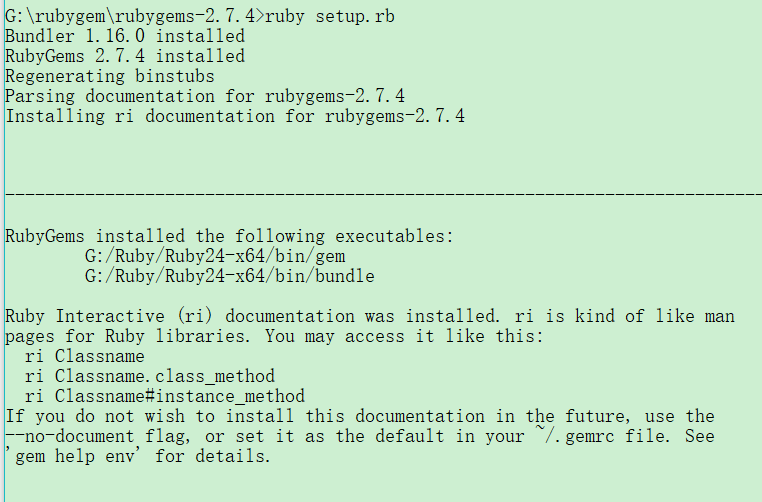 G:\rubygem\rubygems-2.7.4>ruby setup.rb
Bundler 1.16.0 installed
RubyGems 2.7.4 installed
Regenerating binstubs
Parsing documentation for rubygems-2.7.4
Installing ri documentation for rubygems-2.7.4
----------------------------------------------------------------------------
RubyGems installed the following executables:
        G:/Ruby/Ruby24-x64/bin/gem
        G:/Ruby/Ruby24-x64/bin/bundle
Ruby Interactive (ri) documentation was installed. ri is kind of like man
pages for Ruby libraries. You may access it like this:
  ri Classname
  ri Classname.class_method
  ri Classname#instance_method
If you do not wish to install this documentation in the future, use the
--no-document flag, or set it as the default in your ~/.gemrc file. See
'gem help env' for details.